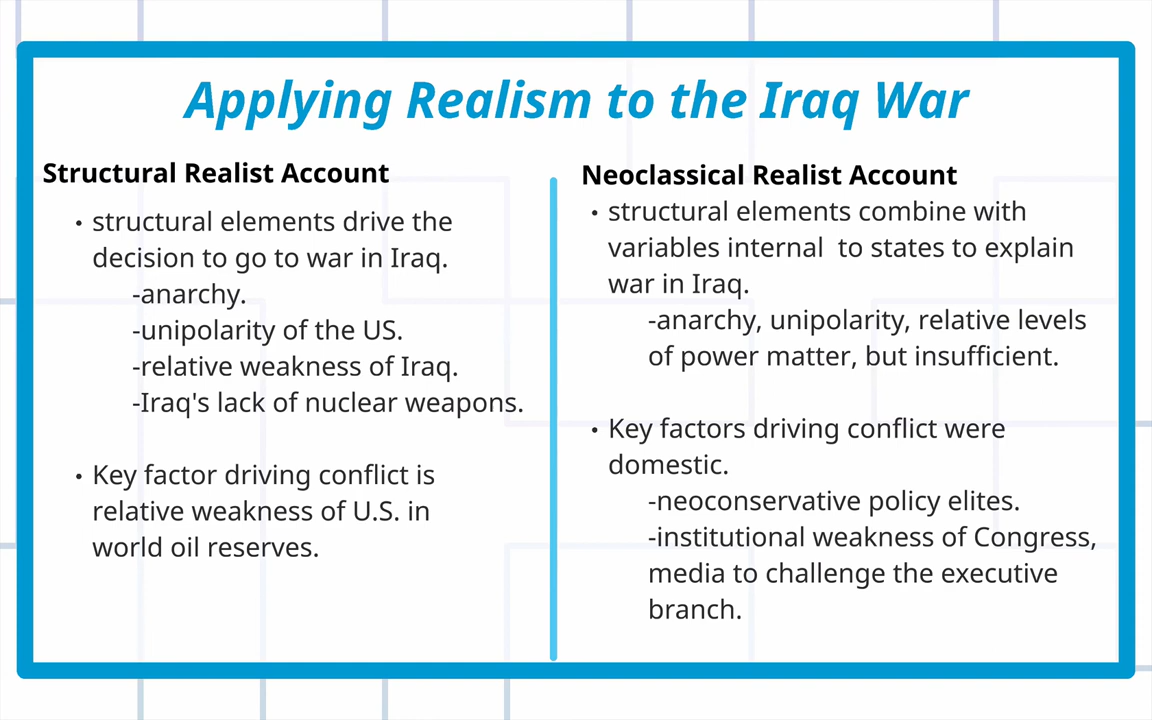 Applying Realism to the Iraq War
Structural Realist Account
• structural elements drive the
decision to go to war in Iraq.
-anarchy.
-unipolarity of the US.
-relative weakness of Iraq.
-Iraq's lack of nuclear weapons.
• Key factor driving conflict is
relative weakness of U.S. in
world oil reserves.
Neoclassical Realist Account
• structural elements combine with
variables internal  to states to explain
war in Iraq.
-anarchy, unipolarity, relative levels
of power matter, but insufficient.
• Key factors driving conflict were
domestic.
-neoconservative policy elites.
-institutional weakness of Congress,
media to challenge the executive
branch.